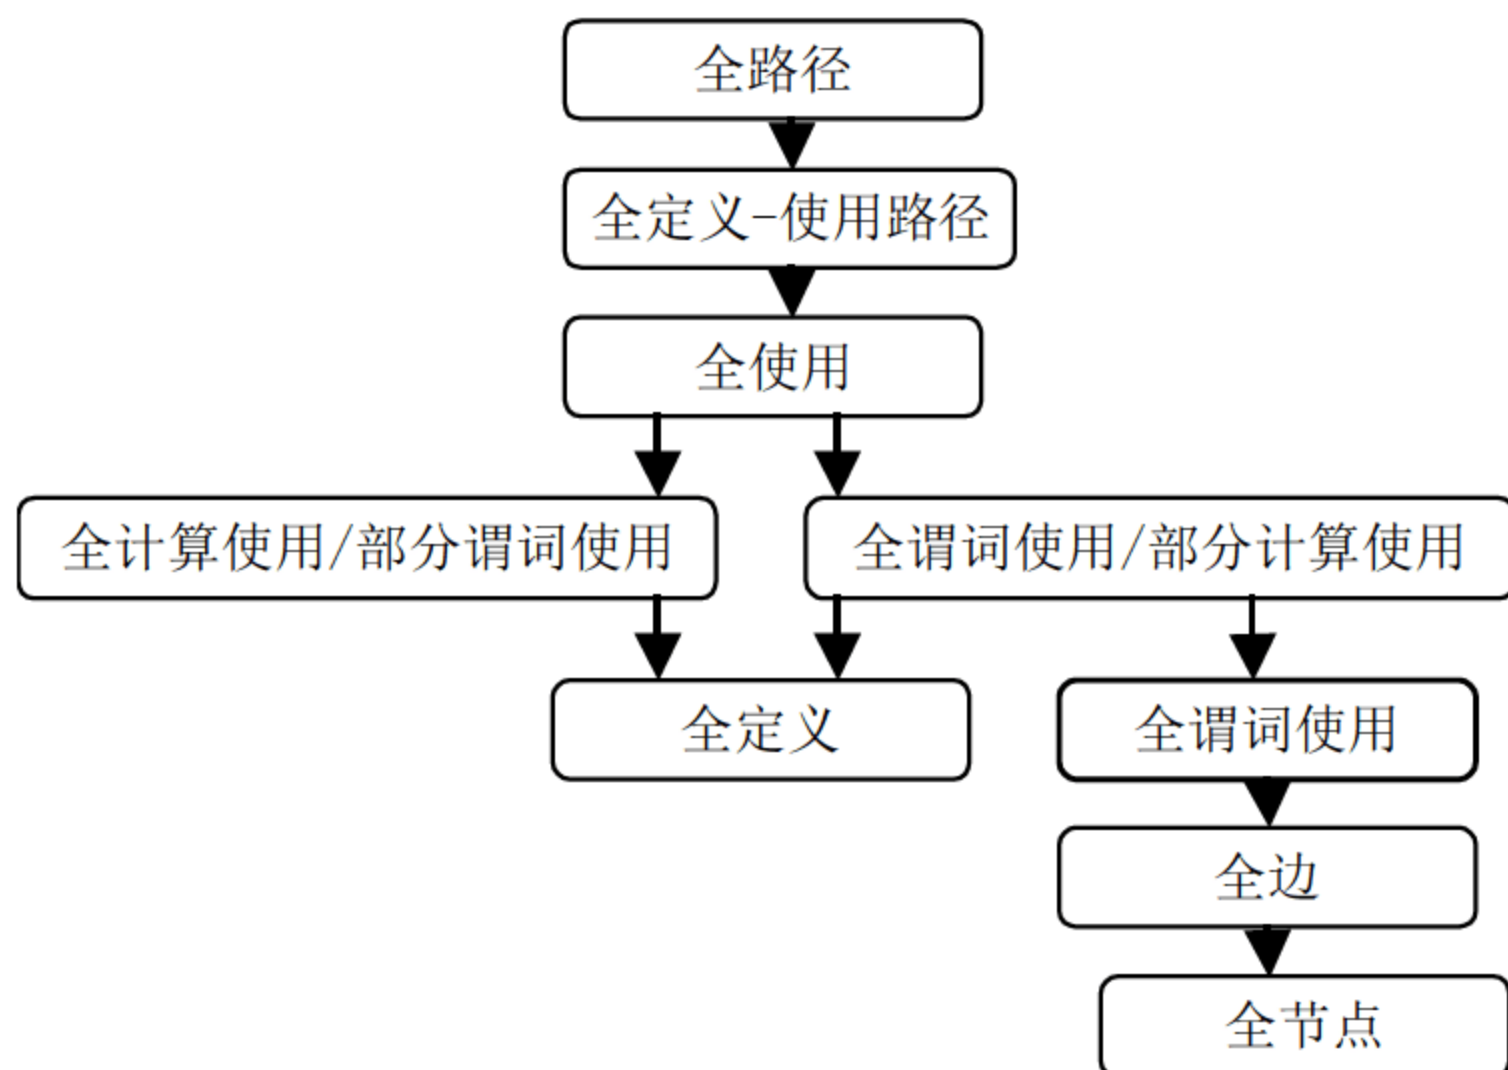 全路径
全定义-使用路径
全使用
全计算使用/部分谓词使用
全谓词使用/部分计算使用
全定义
全谓词使用
全边
全节点